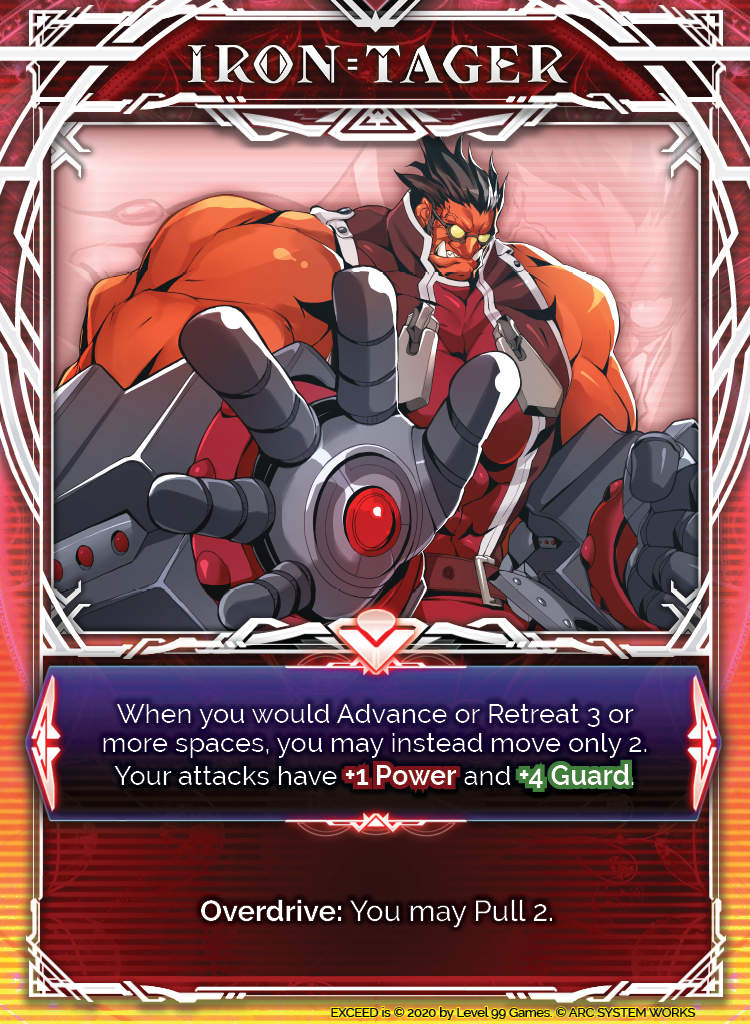 IRON=TAGER
When you would Advance or Retreat 3 or
more spaces, you may instead move only 2.
Your attacks have +1 Power and +4 Guard.
Overdrive: You may Pull 2.
EXCEED is © 2020 by Level 99 Games. © ARC SYSTEM WORKS